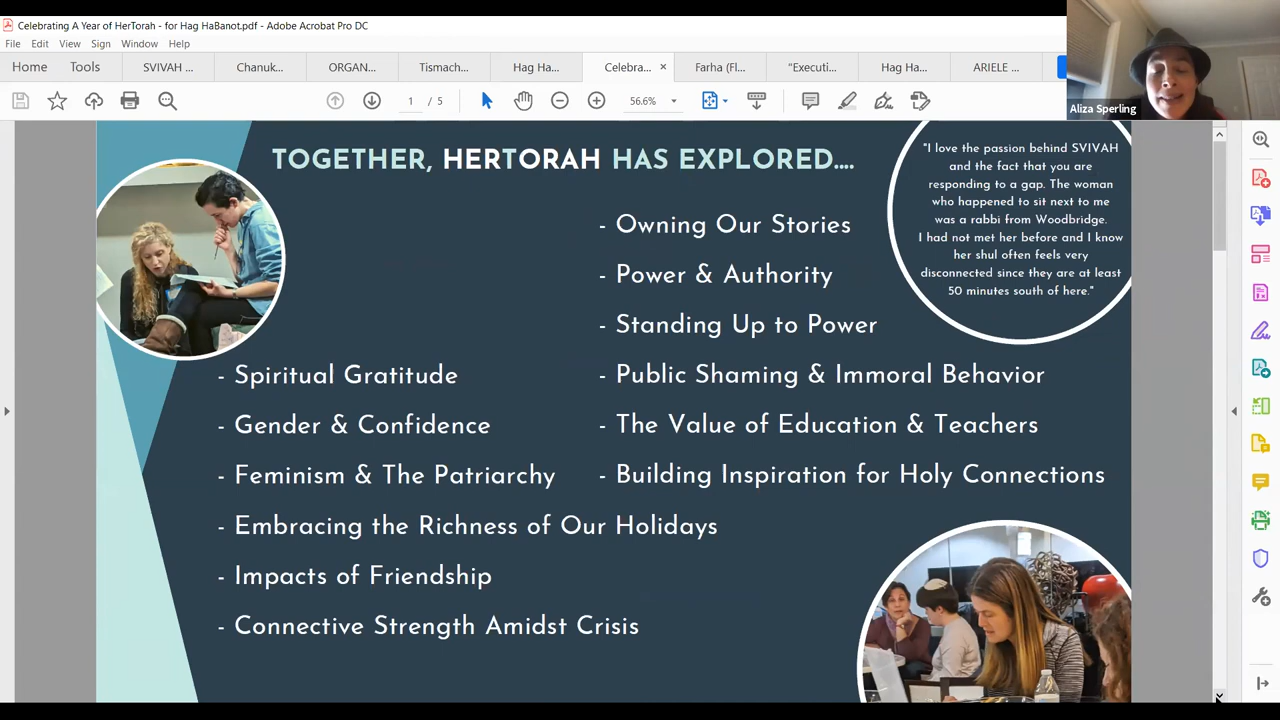 Celebrating A Year of HerTorah - for Hag HaBanot.pdf - Adobe Acrobat Pro DC
File Edit View Sign Window Help
Home Tools SVIVAH ... Chanuk... ORGAN... Tismach... Hag Ha... Celebra... × Farha (Fl... "Executi... Hag Ha... ARIELE ...
1 / 5 56.6%
Aliza Sperling
TOGETHER, HERTORAH HAS EXPLORED....
- Owning Our Stories
- Power & Authority
- Standing Up to Power
- Public Shaming & Immoral Behavior
- The Value of Education & Teachers
- Building Inspiration for Holy Connections
- Spiritual Gratitude
- Gender & Confidence
- Feminism & The Patriarchy
- Embracing the Richness of Our Holidays
- Impacts of Friendship
- Connective Strength Amidst Crisis
"I love the passion behind SVIVAH
and the fact that you are
responding to a gap. The woman
who happened to sit next to me
was a rabbi from Woodbridge.
I had not met her before and I know
her shul often feels very
disconnected since they are at least
50 minutes south of here."